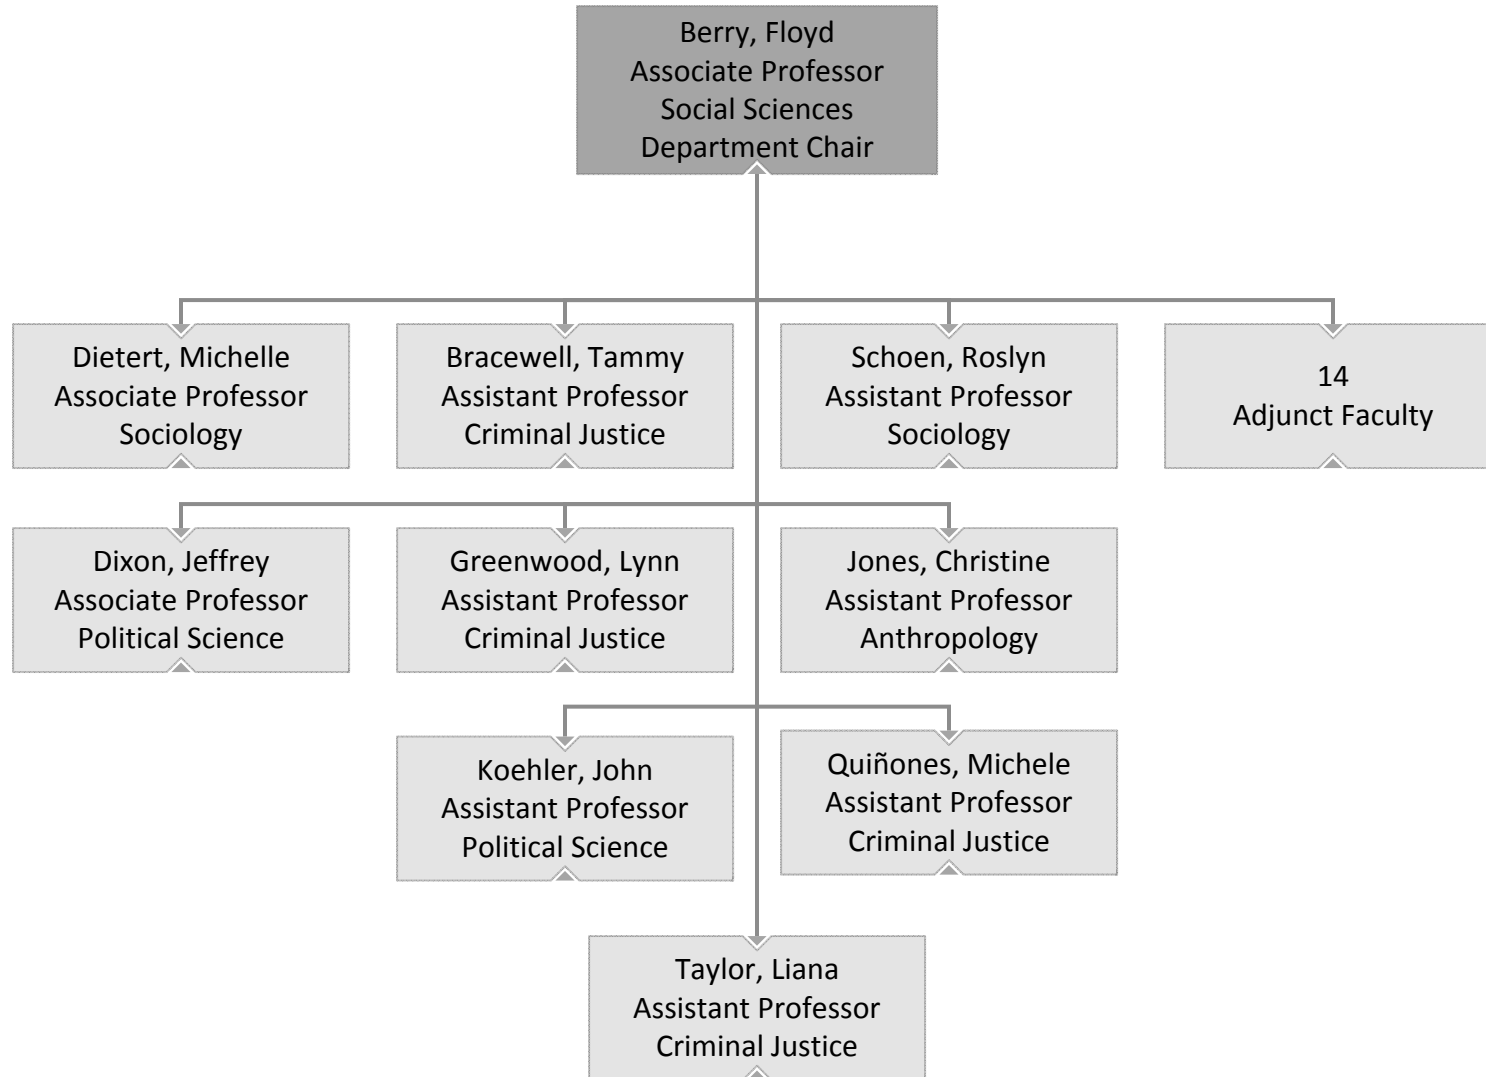 Berry, Floyd
Associate Professor
Social Sciences
Department Chair
Dietert, Michelle
Associate Professor
Sociology
Bracewell, Tammy
Assistant Professor
Criminal Justice
Schoen, Roslyn
Assistant Professor
Sociology
14
Adjunct Faculty
Dixon, Jeffrey
Associate Professor
Political Science
Greenwood, Lynn
Assistant Professor
Criminal Justice
Jones, Christine
Assistant Professor
Anthropology
Koehler, John
Assistant Professor
Political Science
Quiñones, Michele
Assistant Professor
Criminal Justice
Taylor, Liana
Assistant Professor
Criminal Justice